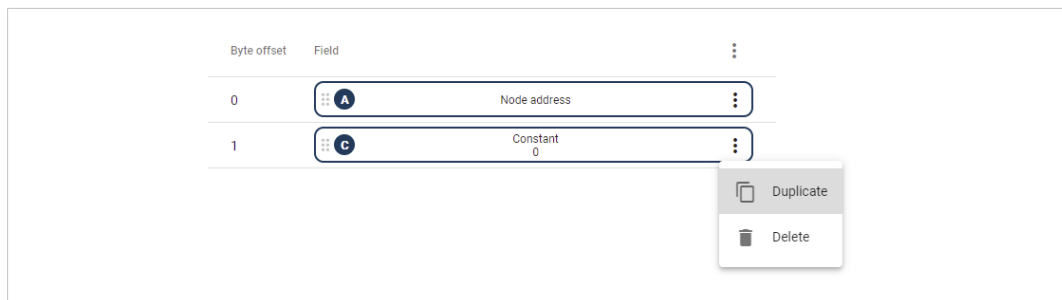 Byte offset Field
0 A Node address
1 C Constant
0
Duplicate
Delete